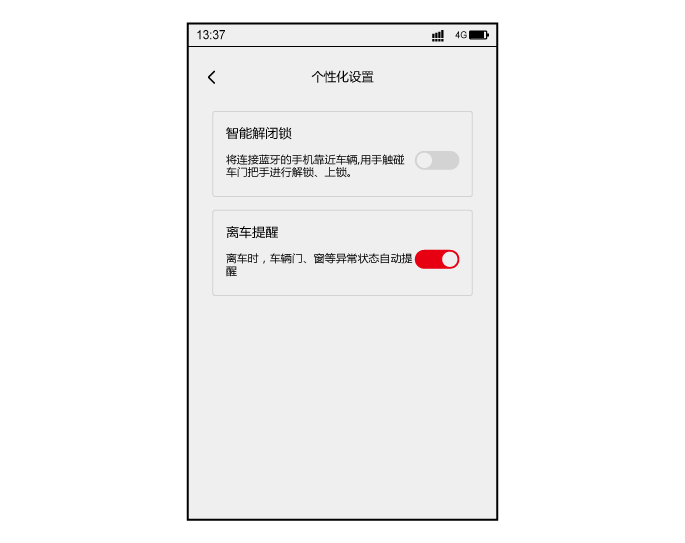 13:37
4G
个性化设置
智能解闭锁
将连接蓝牙的手机靠近车辆,用手触碰
车门把手进行解锁、上锁。
离车提醒
离车时，车辆门、窗等异常状态自动提
醒